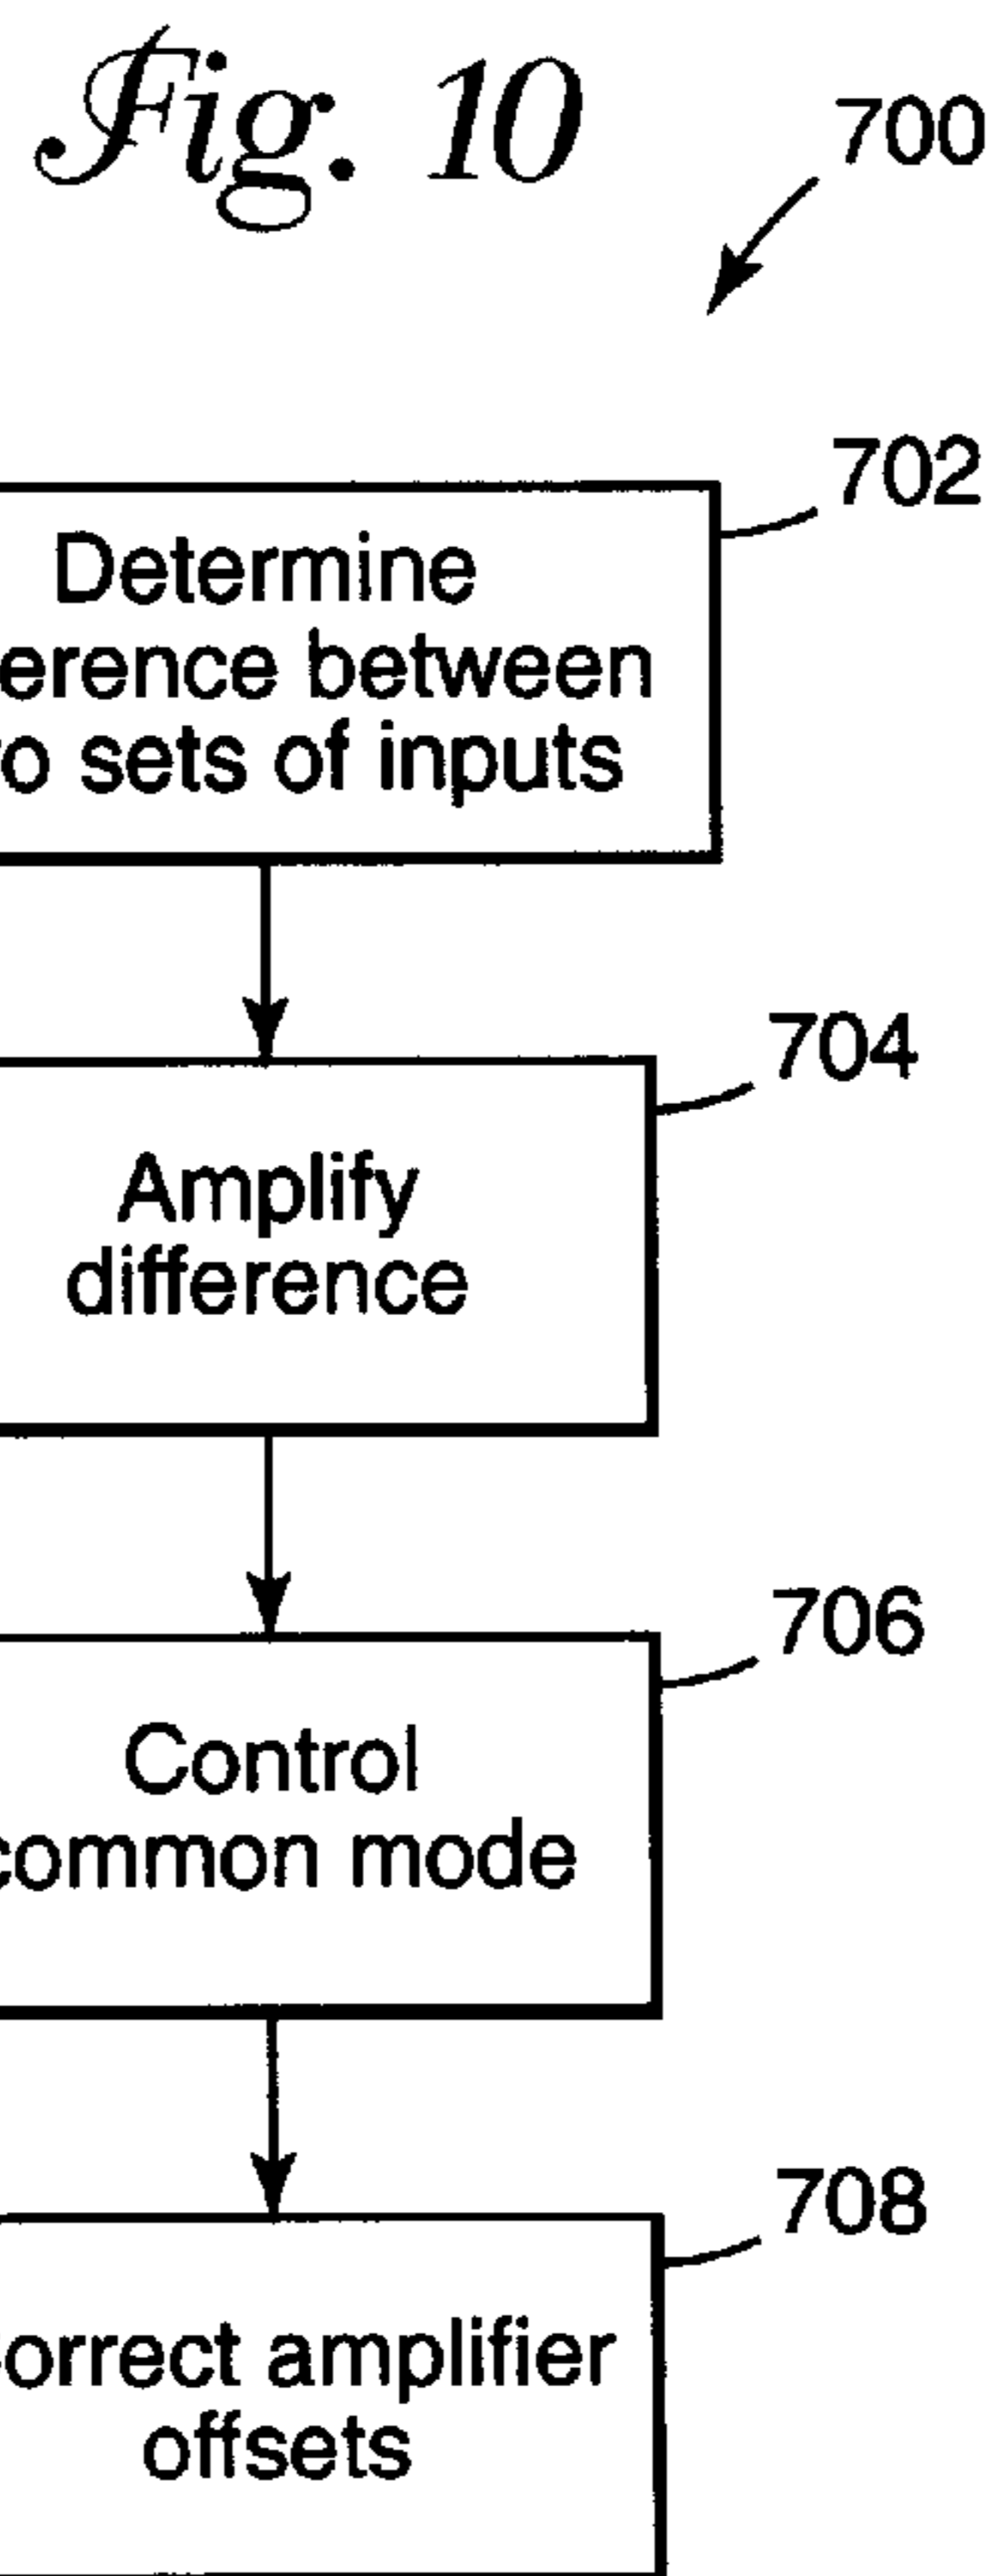 Fig. 10
700
702
Determine
erence between
o sets of inputs
704
Amplify
difference
706
Control
common mode
708
orrect amplifier
offsets